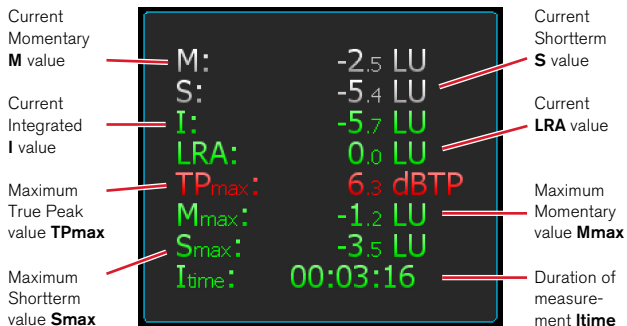 Current
Momentary
M value
Current
Integrated
I value
Maximum
True Peak
value TPmax
Maximum
Shortterm
value Smax
M: -2.5 LU
S: -5.4 LU
I: -5.7 LU
LRA: 0.0 LU
TPmax: 6.3 dBTP
Mmax: -1.2 LU
Smax: -3.5 LU
Itime: 00:03:16
Current
Shortterm
S value
Current
LRA value
Maximum
Momentary
value Mmax
Duration of
measure-
ment Itime